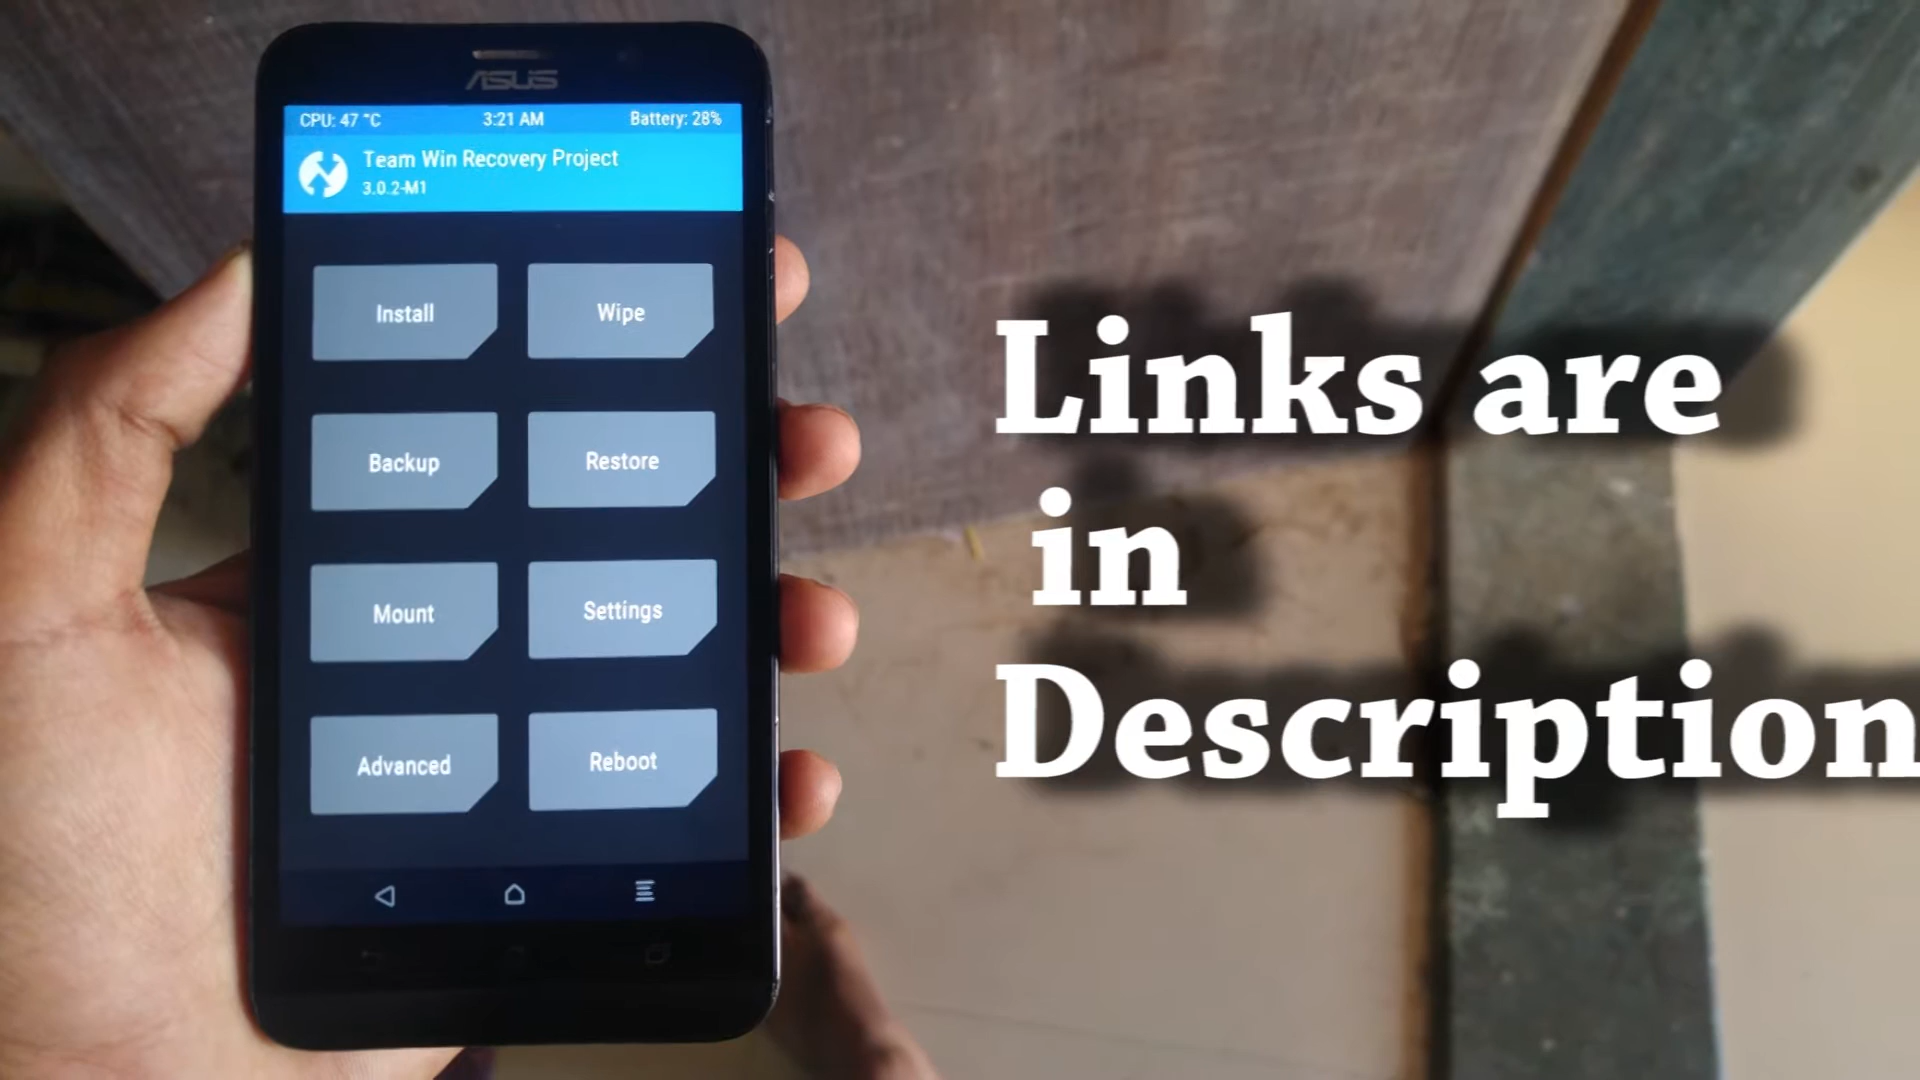 ASUS
CPU: 47 °C 3:21 AM Battery: 28%
Team Win Recovery Project
3.0.2-M1
Install Wipe
Backup Restore
Mount Settings
Advanced Reboot
Links are
in
Description